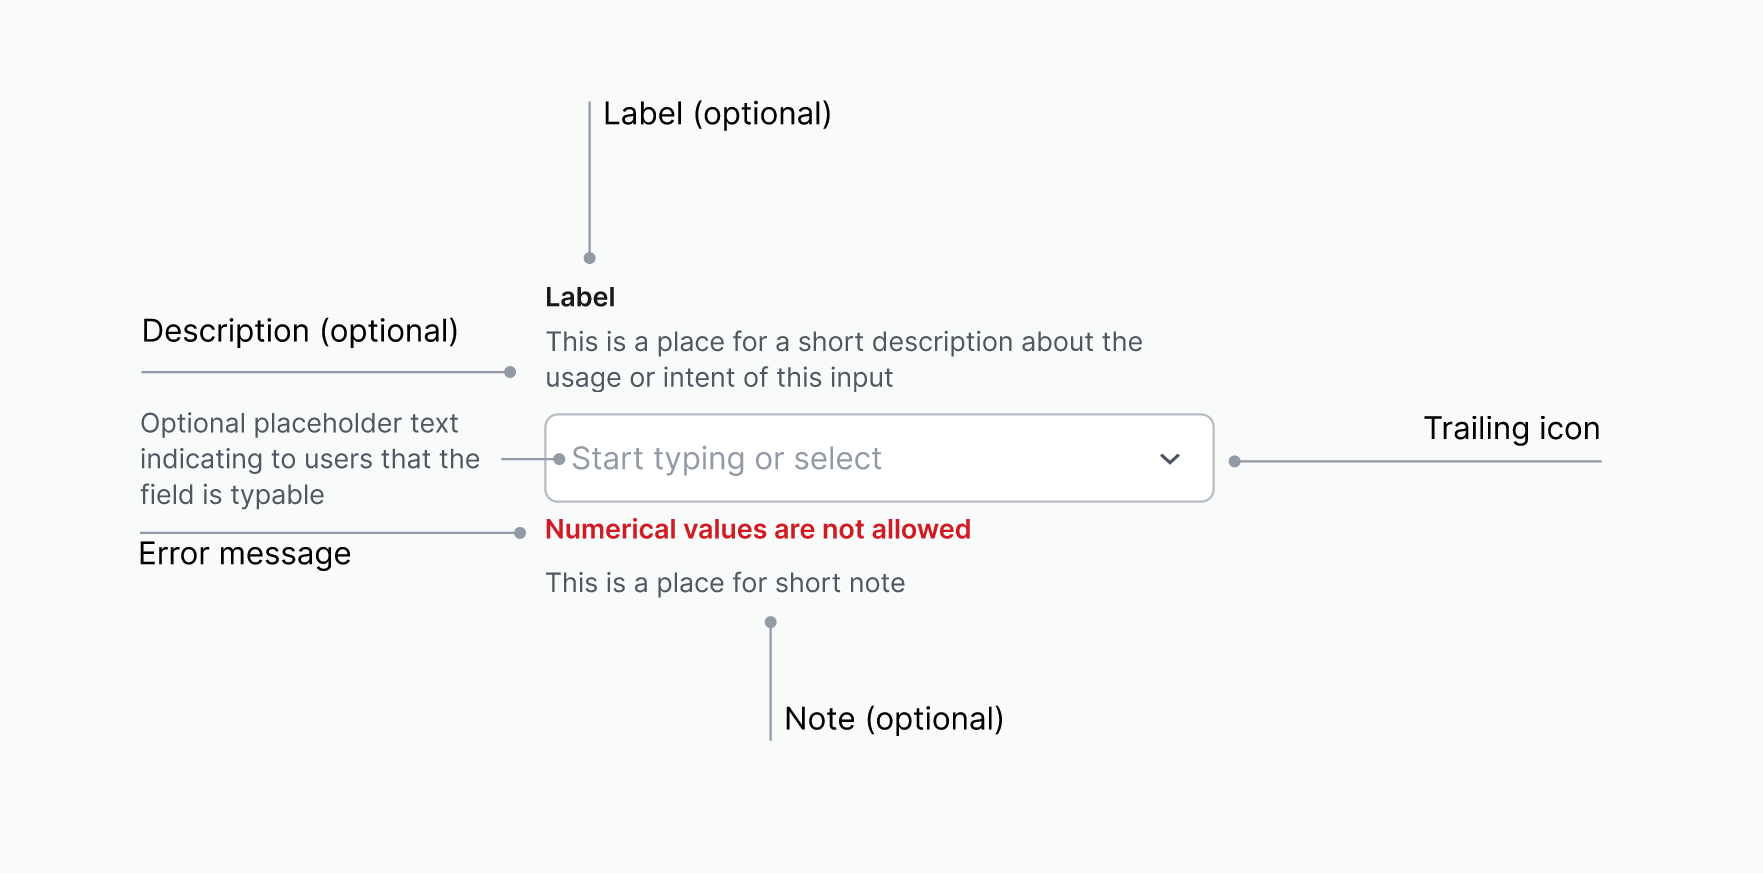 Label (optional)
Label
Description (optional)
This is a place for a short description about the
usage or intent of this input
Optional placeholder text
indicating to users that the
field is typable
Start typing or select
Trailing icon
Numerical values are not allowed
Error message
This is a place for short note
Note (optional)